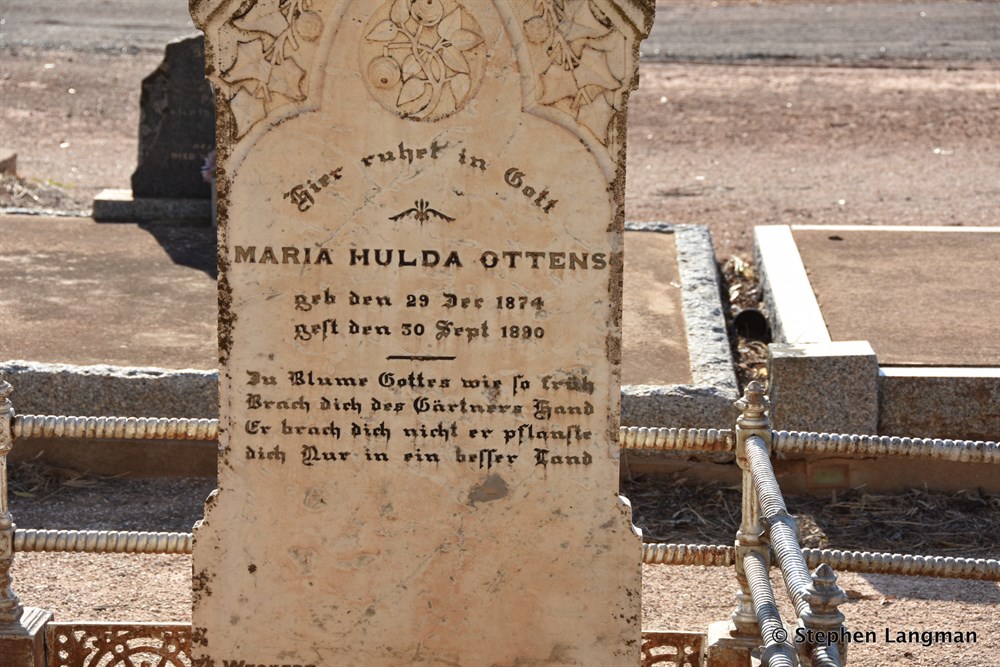 Hier ruhet in Gott
MARIA HULDA OTTENS
geb den 29 Dec 1874
gest den 30 Sept 1890
Du Blume Gottes wie so früh
Brach dich des Gärtners Hand
Er brach dich nicht er pflanste
dich Nur in ein besser Land
© Stephen Langman